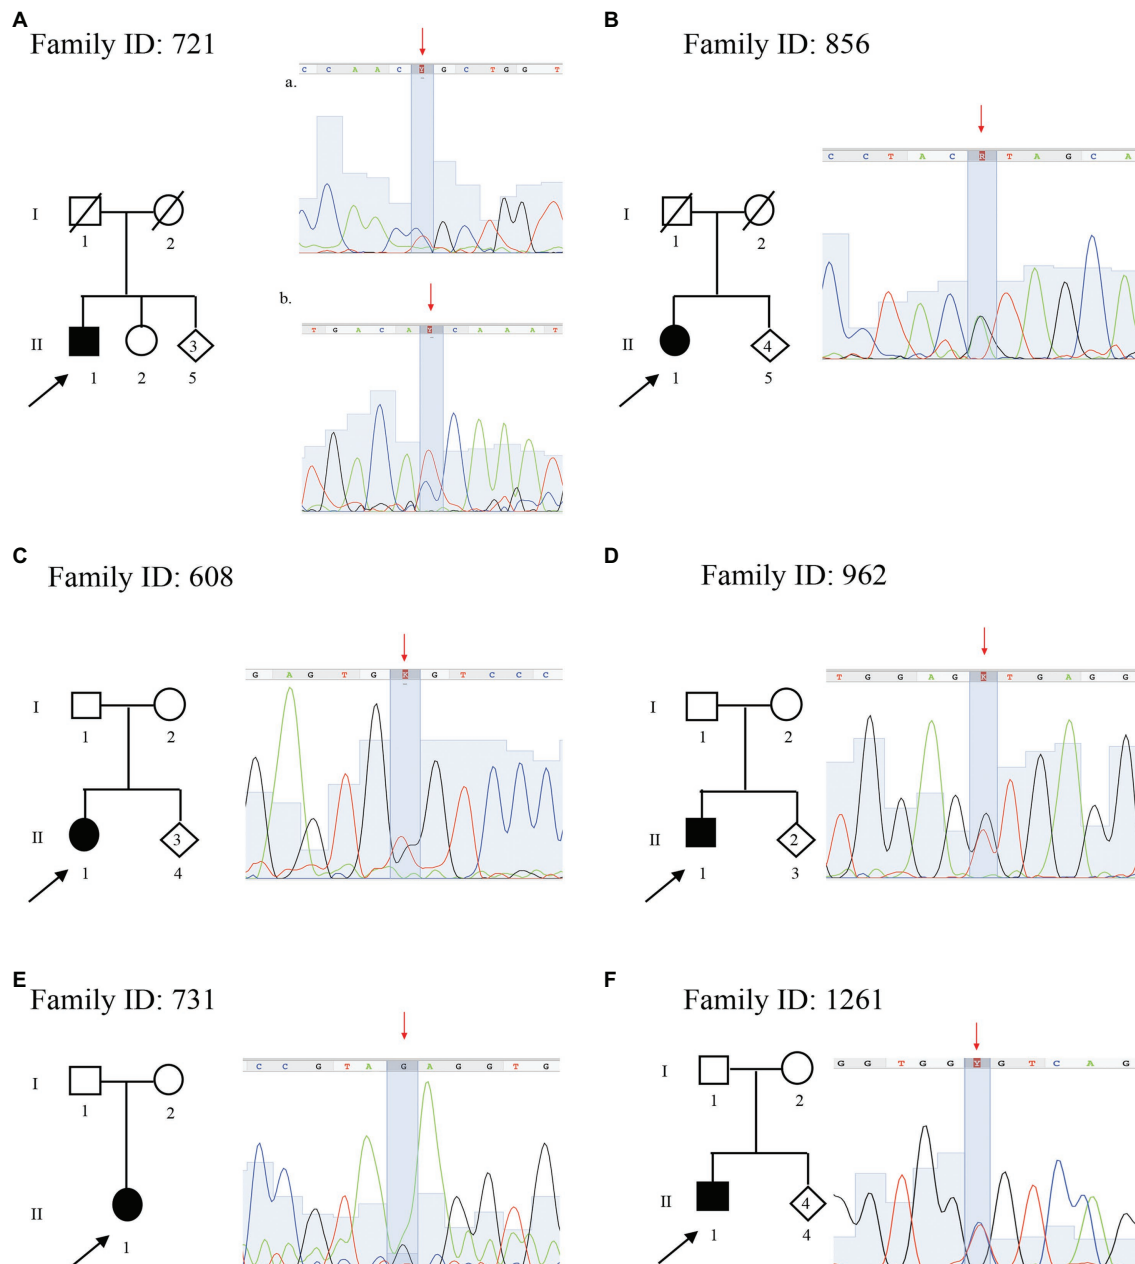 A
Family ID: 721
a.
C C A A C Y G C T G G T
I
1 2
b.
T G A C A Y C A A A T
II
3
1 2 5
B
Family ID: 856
C C T A C R T A G C A
I
1 2
II
4
1 5
C
Family ID: 608
G A G T G K G T C C C
I
1 2
II
3
1 4
D
Family ID: 962
T G G A G K T G A G G
I
1 2
II
2
1 3
E
Family ID: 731
C C G T A G A G G T G
I
1 2
II
1
F
Family ID: 1261
G G T G G Y G T C A G
I
1 2
II
4
1 4